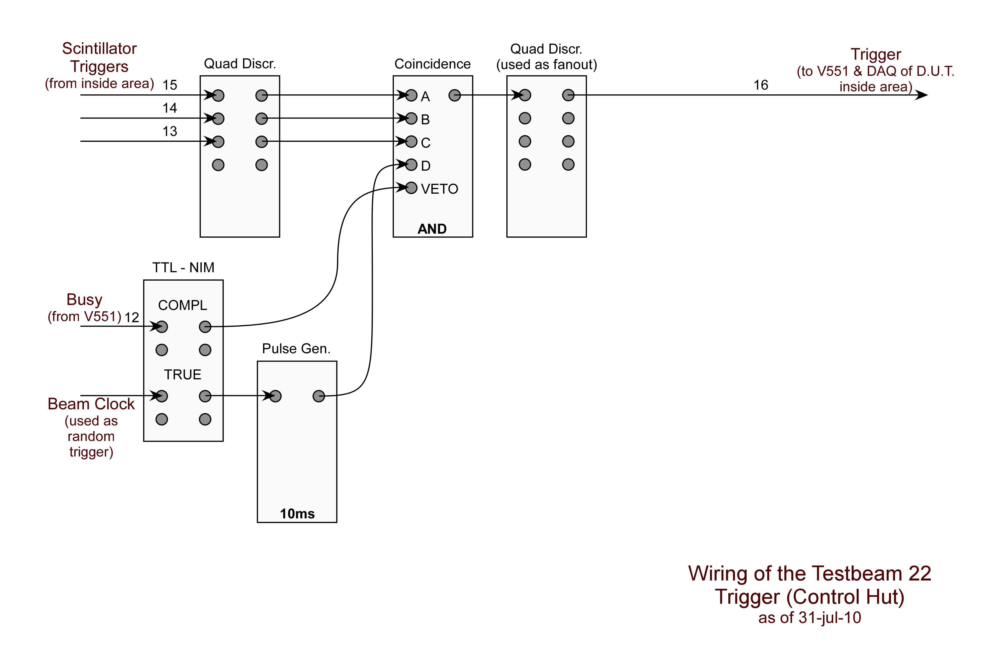 Scintillator
Triggers
(from inside area)
15
14
13
Quad Discr.
Coincidence
A
B
C
D
VETO
AND
Quad Discr.
(used as fanout)
16
Trigger
(to V551 & DAQ of D.U.T.
inside area)
TTL - NIM
Busy
(from V551)
12
COMPL
TRUE
Beam Clock
(used as
random
trigger)
Pulse Gen.
10ms
Wiring of the Testbeam 22
Trigger (Control Hut)
as of 31-jul-10